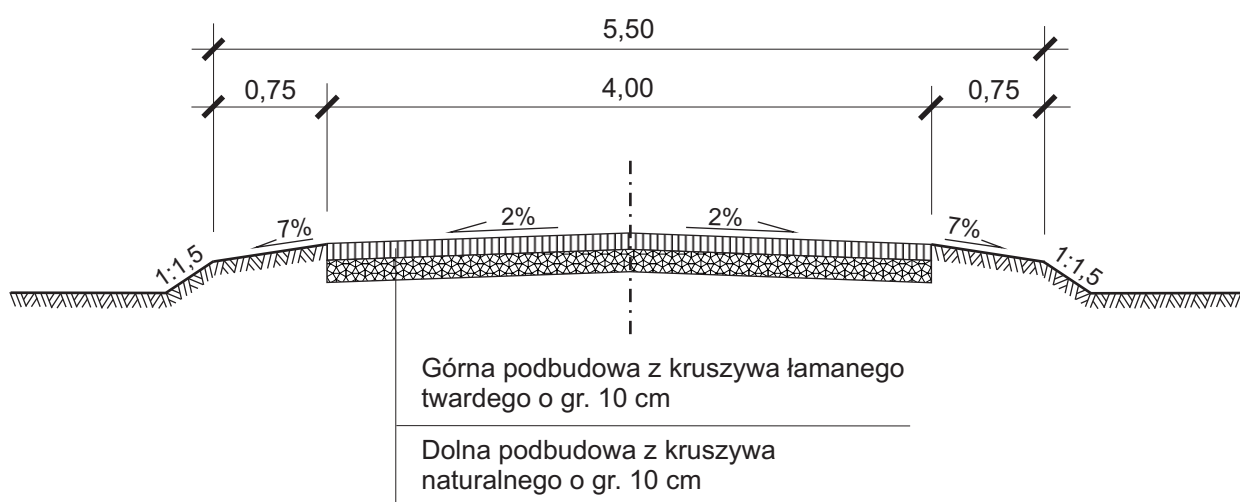 5,50
0,75 4,00 0,75
7% 2% 2% 7%
1:1,5 1:1,5
Górna podbudowa z kruszywa łamanego
twardego o gr. 10 cm
Dolna podbudowa z kruszywa
naturalnego o gr. 10 cm